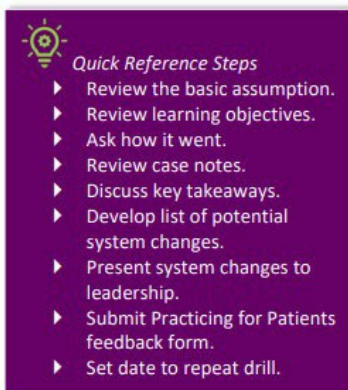 Quick Reference Steps
Review the basic assumption.
Review learning objectives.
Ask how it went.
Review case notes.
Discuss key takeaways.
Develop list of potential
system changes.
Present system changes to
leadership.
Submit Practicing for Patients
feedback form.
Set date to repeat drill.